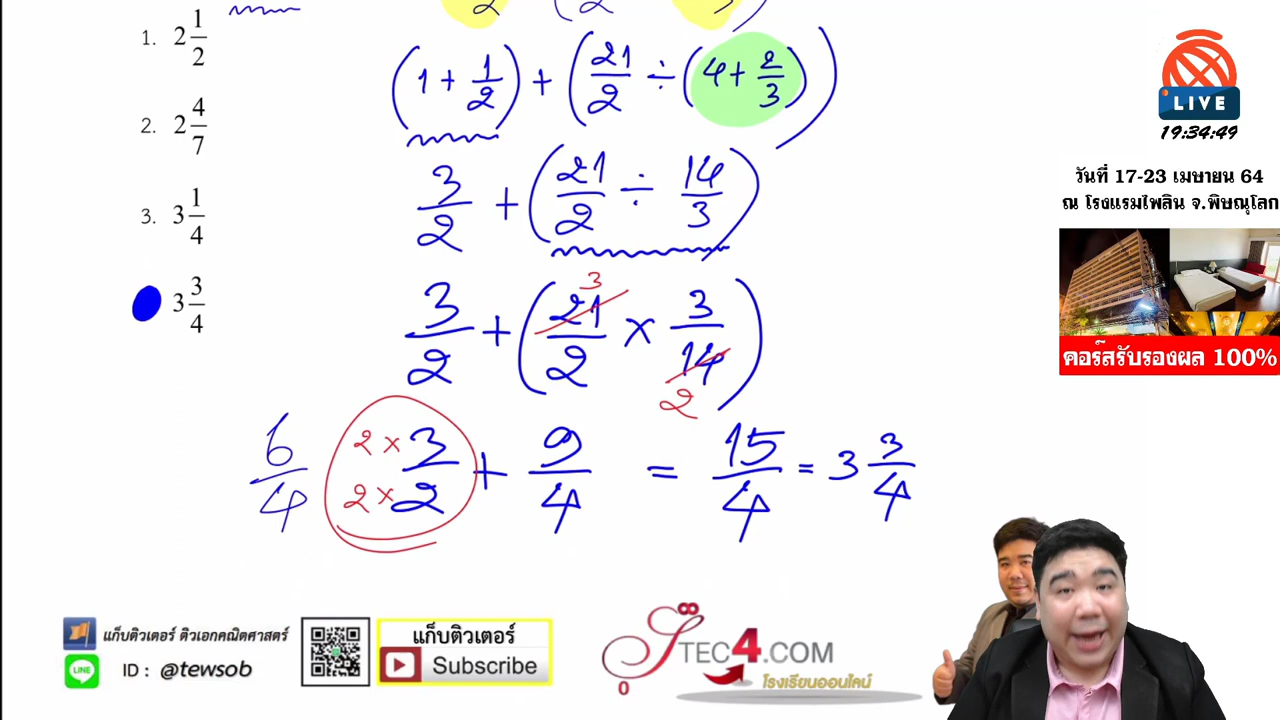 1. 2 1/2
2. 2 4/7
3. 3 1/4
3 3/4
2 ( 2 3 )
(1 + 1/2) + (21/2 ÷ (4 + 2/3))
3/2 + (21/2 ÷ 14/3)
3
3/2 + (21/2 × 3/14)
2
6/4 2 × 3 / 2 × 2 + 9/4 = 15/4 = 3 3/4
LIVE
19:34:49
วันที่ 17-23 เมษายน 64
ณ โรงแรมไพลิน จ.พิษณุโลก
คอร์สรับรองผล 100%
แก็บติวเตอร์ ติวเอกคณิตศาสตร์
LINE ID : @tewsob
แก็บติวเตอร์
Subscribe
TEC4.COM
โรงเรียนออนไลน์